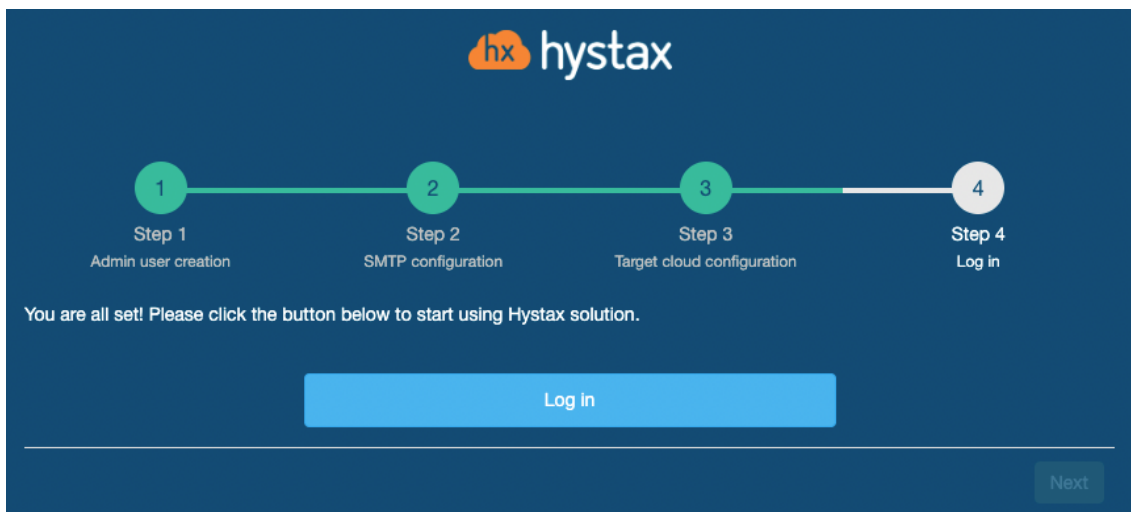 hx hystax
1 2 3 4
Step 1 Step 2 Step 3 Step 4
Admin user creation SMTP configuration Target cloud configuration Log in
You are all set! Please click the button below to start using Hystax solution.
Log in
Next